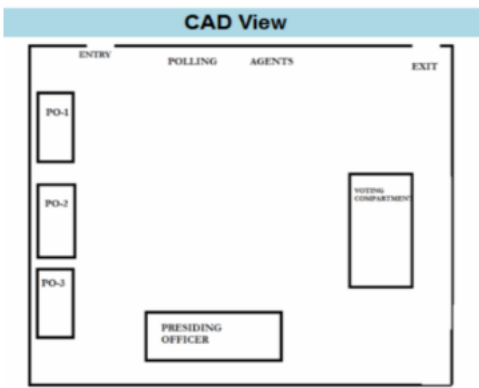 CAD View
ENTRY
POLLING AGENTS
EXIT
PO-1
PO-2
VOTING
COMPARTMENT
PO-3
PRESIDING
OFFICER